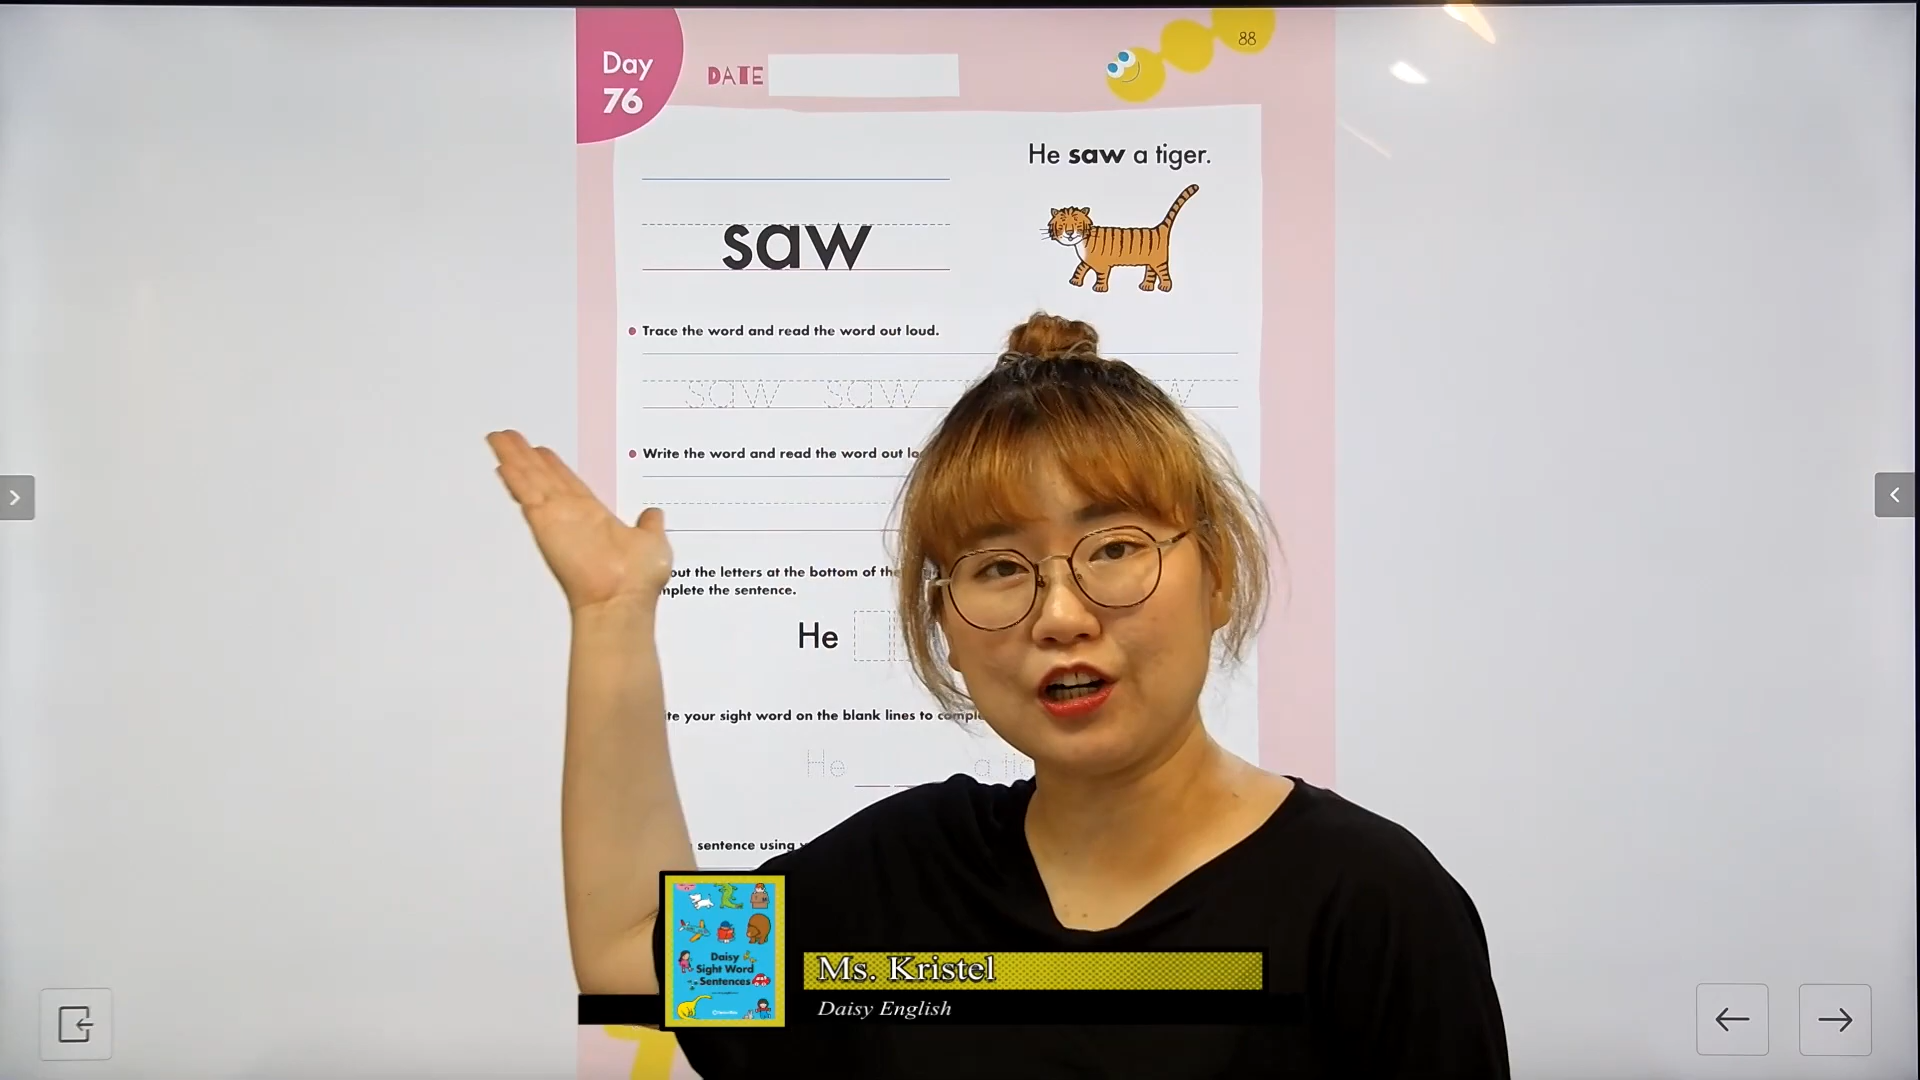 Day
76
DATE
88
He saw a tiger.
saw
Trace the word and read the word out loud.
saw saw
Write the word and read the word out
out the letters at the bottom of the
complete the sentence.
He
your sight word on the blank lines to
He a
sentence using
Daisy
Sight Word
Sentences
Ms. Kristel
Daisy English